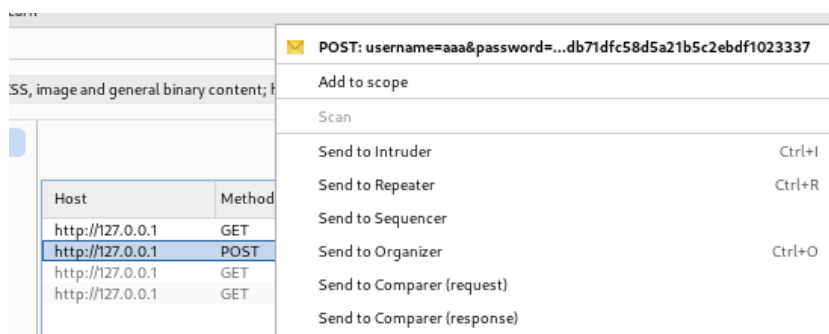 POST: username=aaa&password=...db71dfc58d5a21b5c2ebdf1023337
Add to scope
SS, image and general binary content; h
Scan
Send to Intruder Ctrl+I
Send to Repeater Ctrl+R
Host Method
Send to Sequencer
http://127.0.0.1 GET
http://127.0.0.1 POST
Send to Organizer Ctrl+O
http://127.0.0.1 GET
Send to Comparer (request)
http://127.0.0.1 GET
Send to Comparer (response)